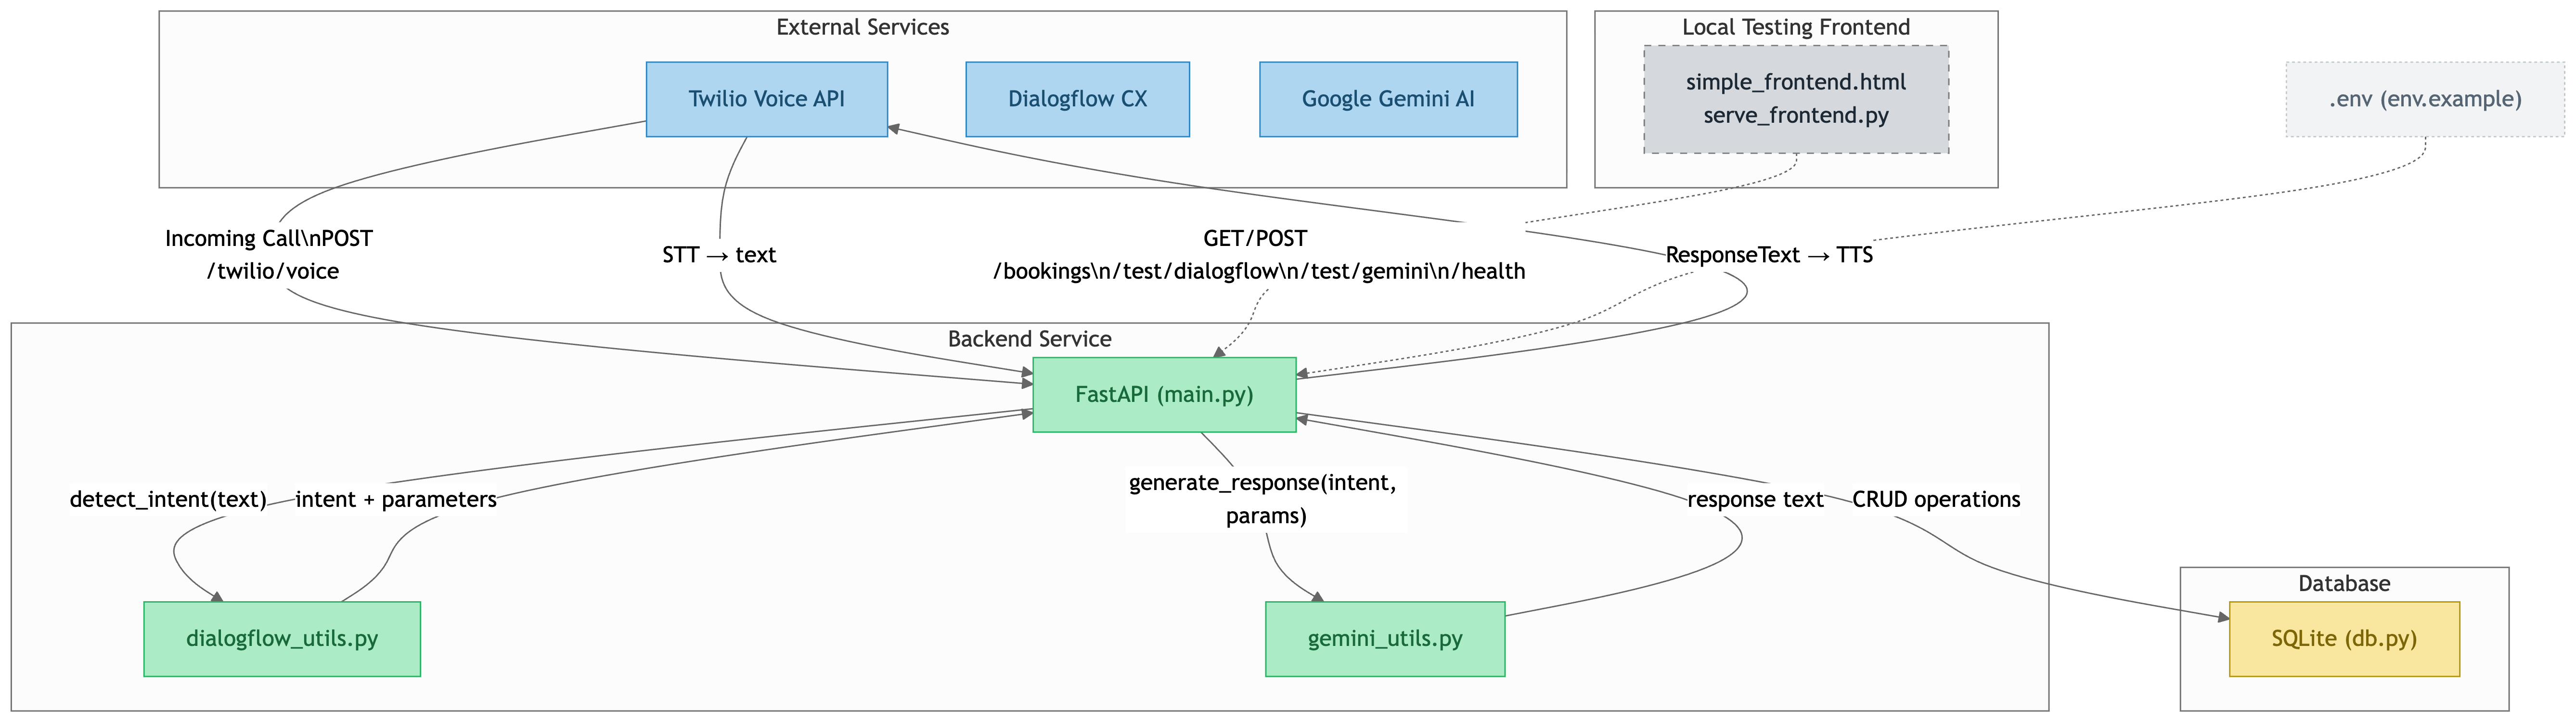 External Services
Local Testing Frontend
Twilio Voice API
Dialogflow CX
Google Gemini AI
simple_frontend.html
serve_frontend.py
.env (env.example)
Incoming Call\nPOST
/twilio/voice
STT → text
GET/POST
/bookings\n/test/dialogflow\n/test/gemini\n/health
ResponseText → TTS
Backend Service
FastAPI (main.py)
detect_intent(text)
intent + parameters
generate_response(intent,
params)
response text
CRUD operations
dialogflow_utils.py
gemini_utils.py
Database
SQLite (db.py)